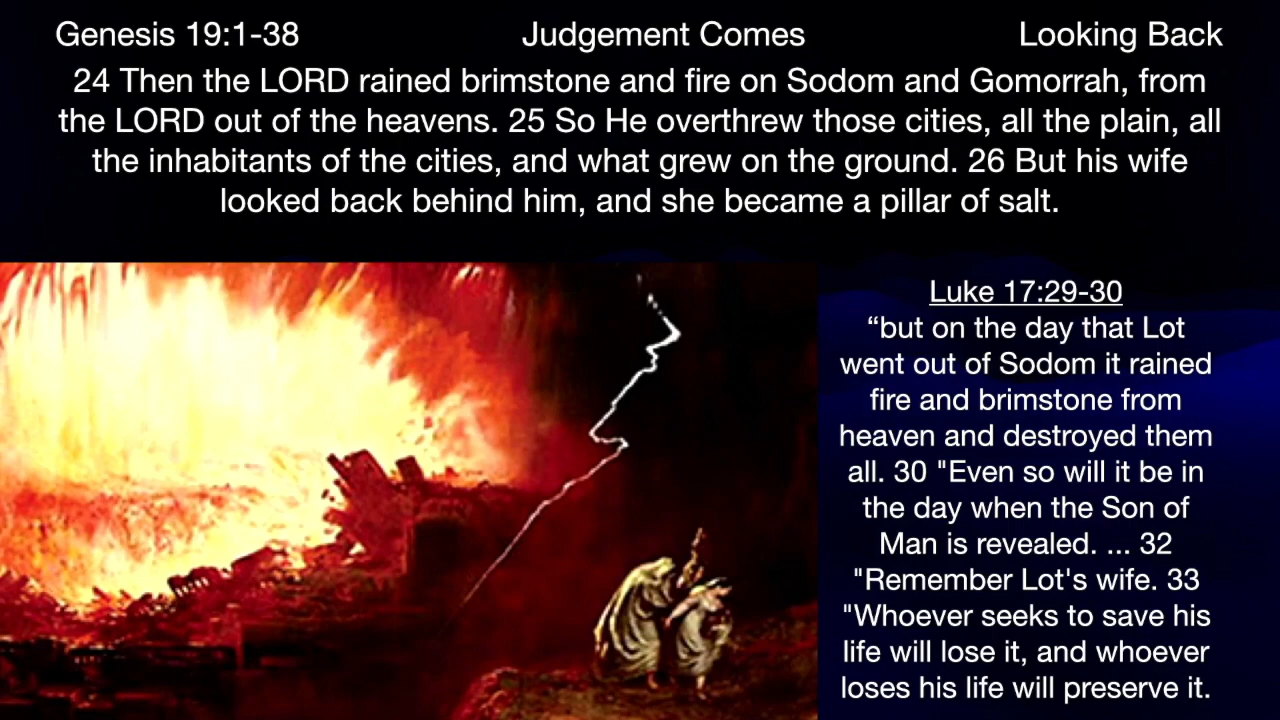 Genesis 19:1-38 Judgement Comes Looking Back
24 Then the LORD rained brimstone and fire on Sodom and Gomorrah, from
the LORD out of the heavens. 25 So He overthrew those cities, all the plain, all
the inhabitants of the cities, and what grew on the ground. 26 But his wife
looked back behind him, and she became a pillar of salt.
Luke 17:29-30
“but on the day that Lot
went out of Sodom it rained
fire and brimstone from
heaven and destroyed them
all. 30 "Even so will it be in
the day when the Son of
Man is revealed. ... 32
"Remember Lot's wife. 33
"Whoever seeks to save his
life will lose it, and whoever
loses his life will preserve it.